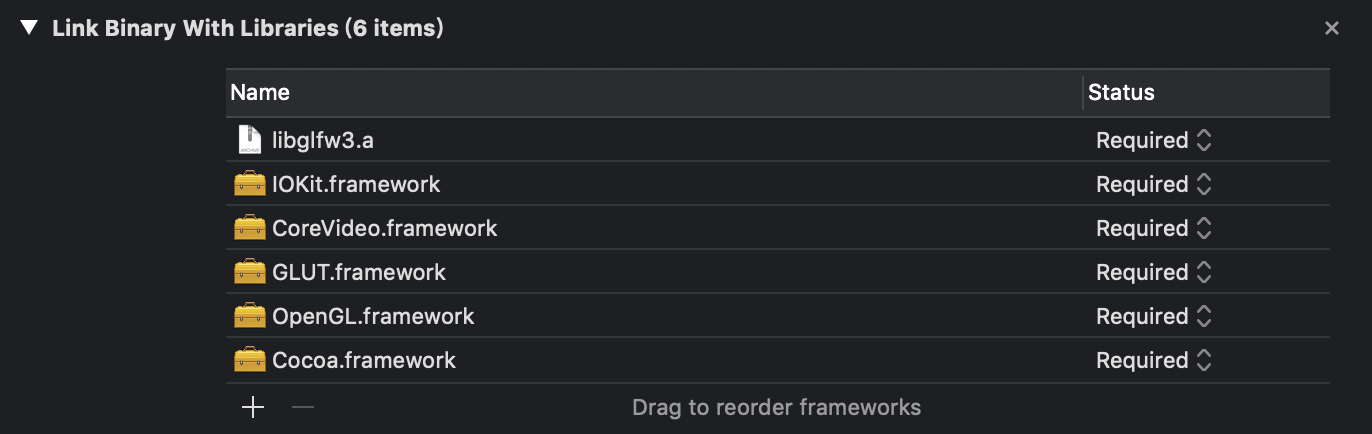 Link Binary With Libraries (6 items)
Name Status
libglfw3.a Required
IOKit.framework Required
CoreVideo.framework Required
GLUT.framework Required
OpenGL.framework Required
Cocoa.framework Required
Drag to reorder frameworks